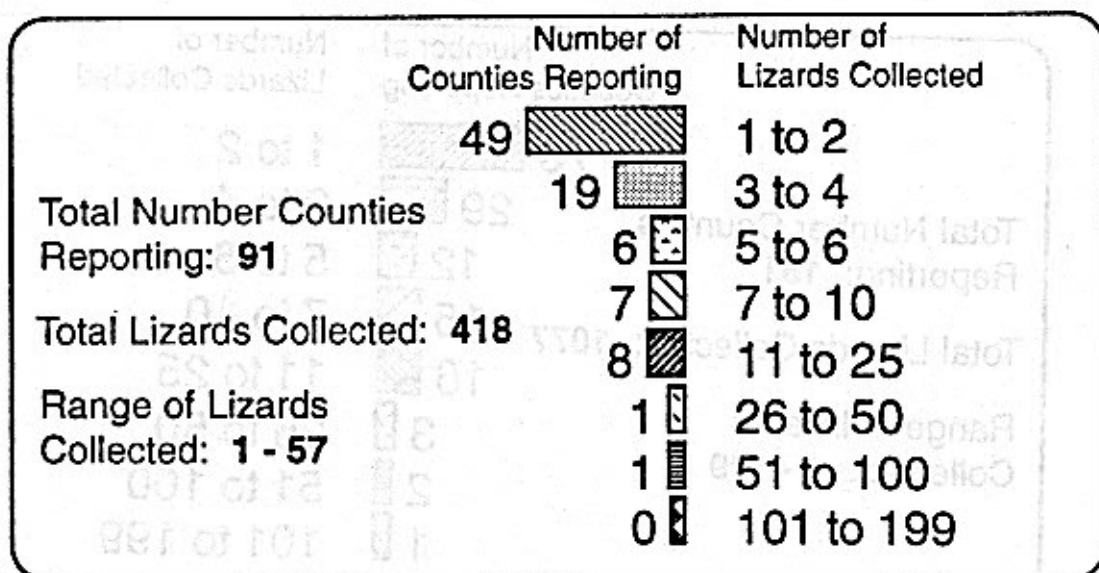 Number of Counties Reporting
Number of Lizards Collected
49 1 to 2
19 3 to 4
6 5 to 6
7 7 to 10
8 11 to 25
1 26 to 50
1 51 to 100
0 101 to 199
Total Number Counties
Reporting: 91
Total Lizards Collected: 418
Range of Lizards
Collected: 1 - 57